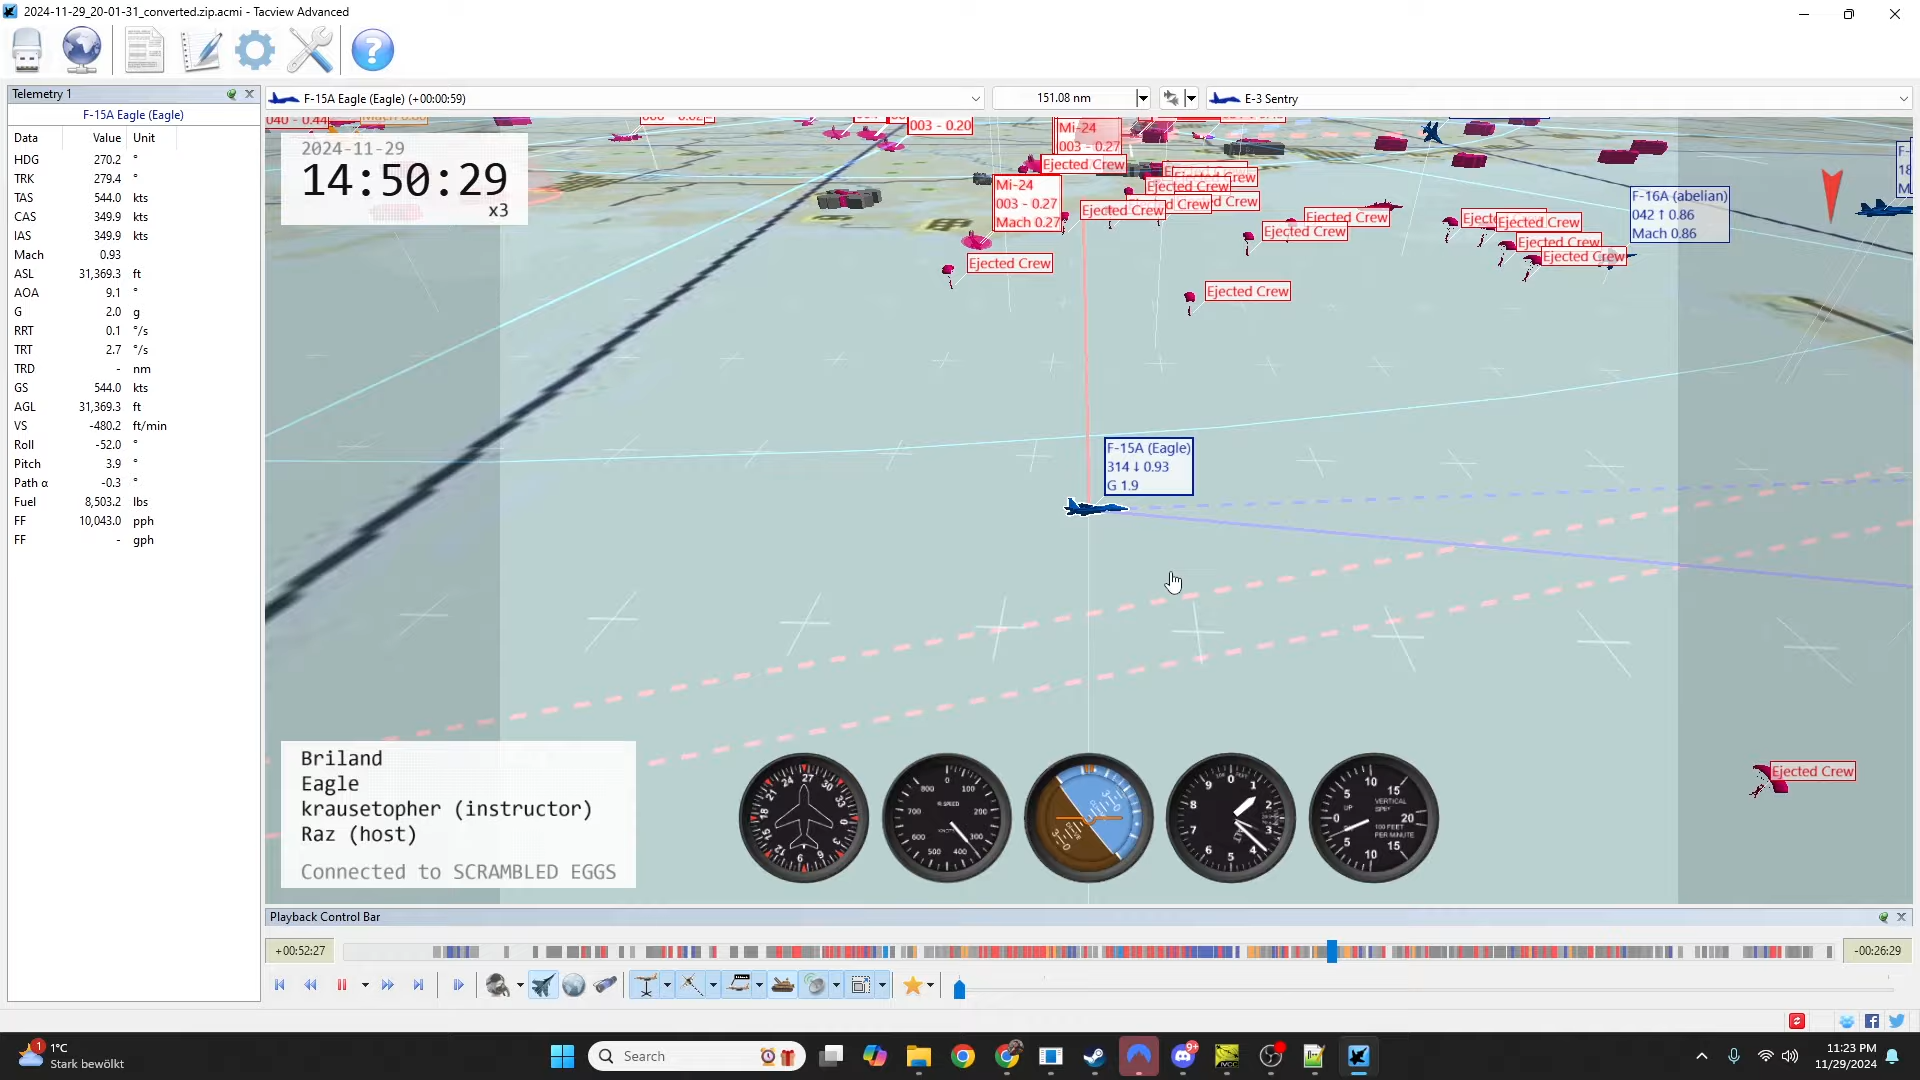 2024-11-29_20-01-31_converted.zip.acmi - Tacview Advanced
Telemetry 1
F-15A Eagle (Eagle)
Data Value Unit
HDG 270.2 °
TRK 279.4 °
TAS 544.0 kts
CAS 349.9 kts
IAS 349.9 kts
Mach 0.93
ASL 31,369.3 ft
AOA 9.1 °
G 2.0 g
RRT 0.1 °/s
TRT 2.7 °/s
TRD - nm
GS 544.0 kts
AGL 31,369.3 ft
VS -480.2 ft/min
Roll -52.0 °
Pitch 3.9 °
Path α -0.3 °
Fuel 8,503.2 lbs
FF 10,043.0 pph
FF - gph
F-15A Eagle (Eagle) (+00:00:59)
151.08 nm
E-3 Sentry
2024-11-29
14:50:29
x3
040 - 0.44
003 - 0.20
Mi-24
003 - 0.27
Ejected Crew
Mi-24
003 - 0.27
Mach 0.27
Ejected Crew
Ejected Crew
Ejected Crew
Ejected Crew
Ejected Crew
Ejected Crew
Ejected Crew
Ejected Crew
Ejected Crew
Ejected Crew
F-16A (abelian)
042 ↑ 0.86
Mach 0.86
F-15A (Eagle)
314 ↓ 0.93
G 1.9
Ejected Crew
Briland
Eagle
krausetopher (instructor)
Raz (host)
Connected to SCRAMBLED EGGS
Playback Control Bar
+00:52:27
-00:26:29
1°C
Stark bewölkt
Search
11:23 PM
11/29/2024